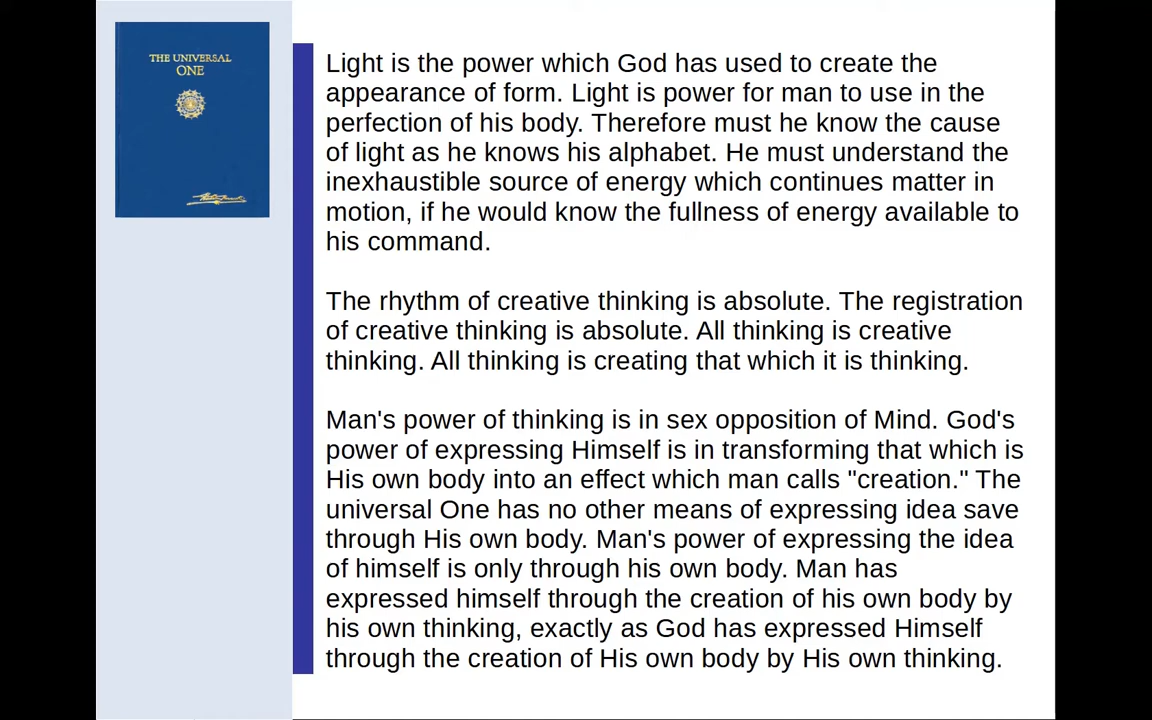 THE UNIVERSAL
ONE
Light is the power which God has used to create the
appearance of form. Light is power for man to use in the
perfection of his body. Therefore must he know the cause
of light as he knows his alphabet. He must understand the
inexhaustible source of energy which continues matter in
motion, if he would know the fullness of energy available to
his command.
The rhythm of creative thinking is absolute. The registration
of creative thinking is absolute. All thinking is creative
thinking. All thinking is creating that which it is thinking.
Man's power of thinking is in sex opposition of Mind. God's
power of expressing Himself is in transforming that which is
His own body into an effect which man calls "creation." The
universal One has no other means of expressing idea save
through His own body. Man's power of expressing the idea
of himself is only through his own body. Man has
expressed himself through the creation of his own body by
his own thinking, exactly as God has expressed Himself
through the creation of His own body by His own thinking.